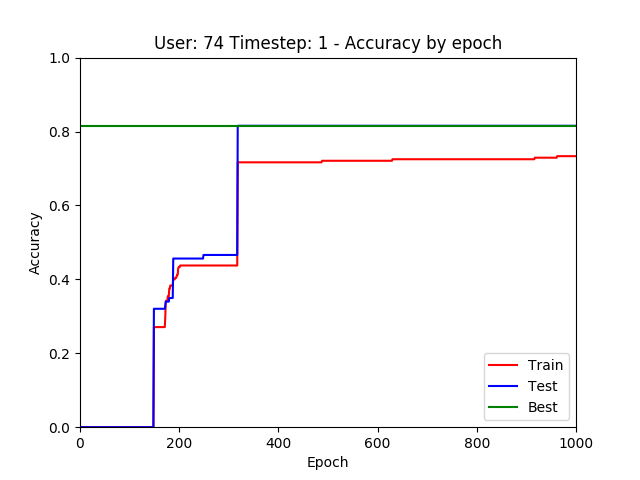 User: 74 Timestep: 1 - Accuracy by epoch
1.0
0.8
0.6
0.4
0.2
0.0
Accuracy
0 200 400 600 800 1000
Epoch
Train
Test
Best